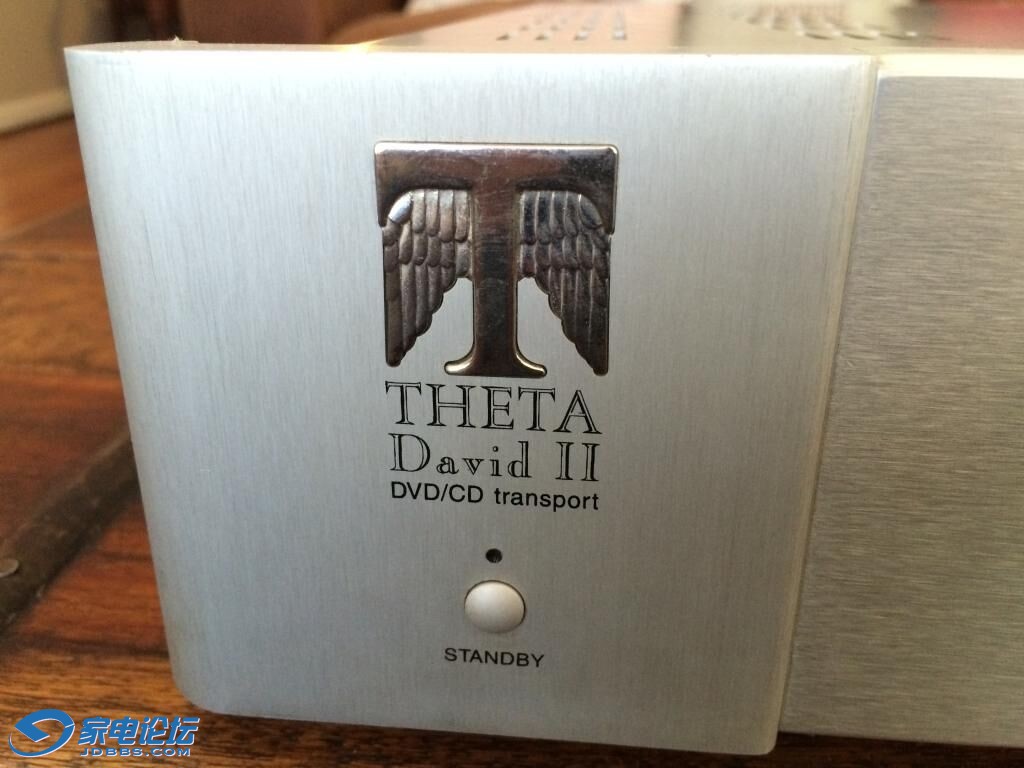 T
THETA
David II
DVD/CD transport
STANDBY
家电论坛
JDBBS.COM